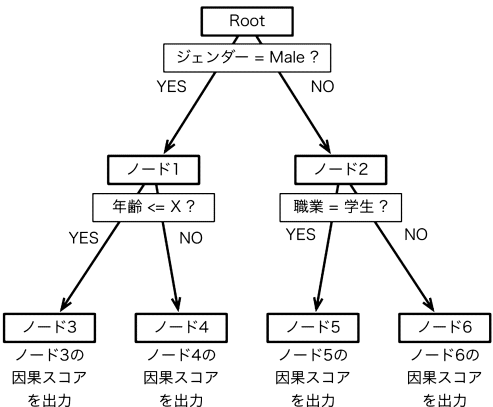 Root
ジェンダー = Male ?
YES
NO
ノード1
ノード2
年齢 <= X ?
職業 = 学生 ?
YES
NO
YES
NO
ノード3
ノード4
ノード5
ノード6
ノード3の
因果スコア
を出力
ノード4の
因果スコア
を出力
ノード5の
因果スコア
を出力
ノード6の
因果スコア
を出力